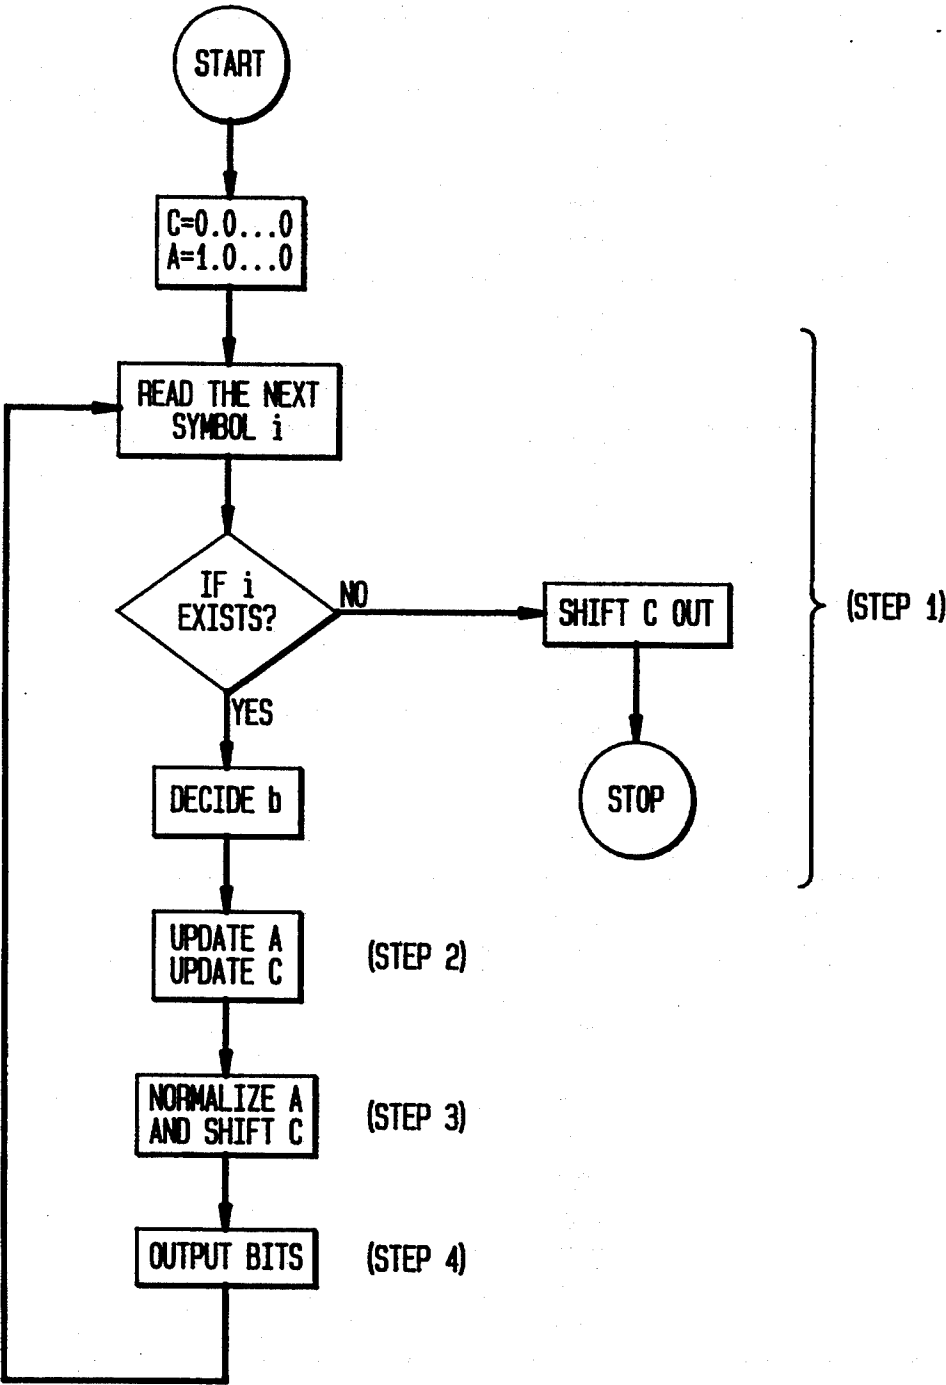 START
C=0.0...0
A=1.0...0
READ THE NEXT
SYMBOL i
IF i
EXISTS?
NO
SHIFT C OUT
(STEP 1)
YES
STOP
DECIDE b
UPDATE A
UPDATE C
(STEP 2)
NORMALIZE A
AND SHIFT C
(STEP 3)
OUTPUT BITS
(STEP 4)